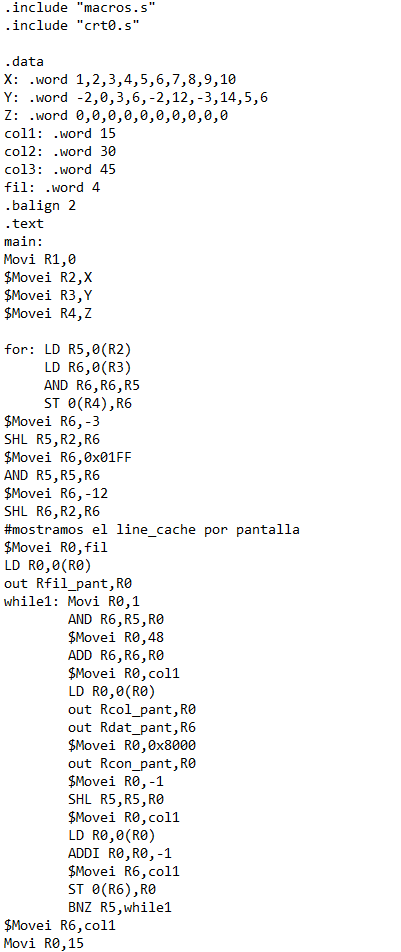 .include "macros.s"
.include "crt0.s"
.data
X: .word 1,2,3,4,5,6,7,8,9,10
Y: .word -2,0,3,6,-2,12,-3,14,5,6
Z: .word 0,0,0,0,0,0,0,0,0,0
col1: .word 15
col2: .word 30
col3: .word 45
fil: .word 4
.balign 2
.text
main:
Movi R1,0
$Movei R2,X
$Movei R3,Y
$Movei R4,Z
for: LD R5,0(R2)
LD R6,0(R3)
AND R6,R6,R5
ST 0(R4),R6
$Movei R6,-3
SHL R5,R2,R6
$Movei R6,0x01FF
AND R5,R5,R6
$Movei R6,-12
SHL R6,R2,R6
#mostramos el line_cache por pantalla
$Movei R0,fil
LD R0,0(R0)
out Rfil_pant,R0
while1: Movi R0,1
AND R6,R5,R0
$Movei R0,48
ADD R6,R6,R0
$Movei R0,col1
LD R0,0(R0)
out Rcol_pant,R0
out Rdat_pant,R6
$Movei R0,0x8000
out Rcon_pant,R0
$Movei R0,-1
SHL R5,R5,R0
$Movei R0,col1
LD R0,0(R0)
ADDI R0,R0,-1
$Movei R6,col1
ST 0(R6),R0
BNZ R5,while1
$Movei R6,col1
Movi R0,15